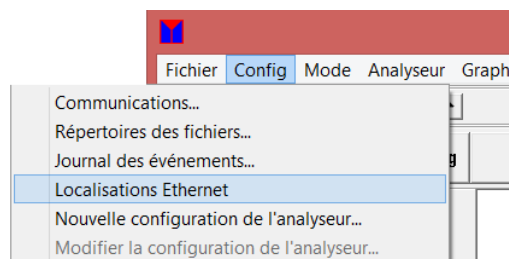 Fichier Config Mode Analyseur Graph
Communications...
Répertoires des fichiers...
Journal des événements...
Localisations Ethernet
Nouvelle configuration de l'analyseur...
Modifier la configuration de l'analyseur...